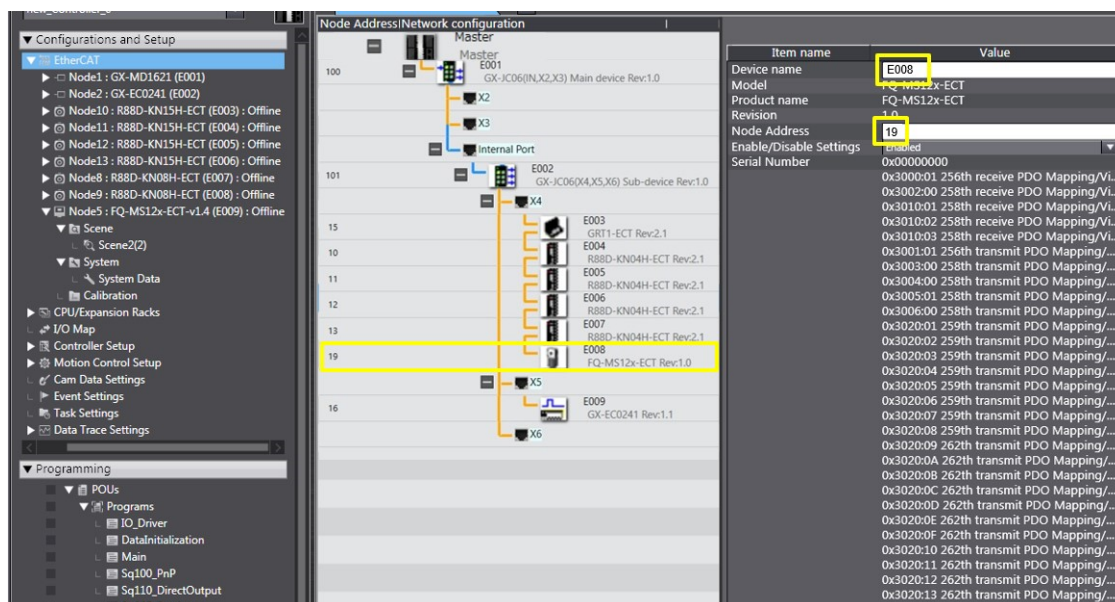 new_Controller_0
▼ Configurations and Setup
▼ EtherCAT
▶ Node1 : GX-MD1621 (E001)
▶ Node2 : GX-EC0241 (E002)
▶ Node10 : R88D-KN15H-ECT (E003) : Offline
▶ Node11 : R88D-KN15H-ECT (E004) : Offline
▶ Node12 : R88D-KN15H-ECT (E005) : Offline
▶ Node13 : R88D-KN15H-ECT (E006) : Offline
▶ Node8 : R88D-KN08H-ECT (E007) : Offline
▶ Node9 : R88D-KN08H-ECT (E008) : Offline
▼ Node5 : FQ-MS12x-ECT-v1.4 (E009) : Offline
▼ Scene
Scene2(2)
▼ System
System Data
Calibration
▶ CPU/Expansion Racks
I/O Map
▶ Controller Setup
▶ Motion Control Setup
Cam Data Settings
▶ Event Settings
Task Settings
▶ Data Trace Settings
▼ Programming
▼ POUs
▼ Programs
IO_Driver
DataInitialization
Main
Sq100_PnP
Sq110_DirectOutput
Node Address|Network configuration
Master
Master
100
E001
GX-JC06(IN,X2,X3) Main device Rev:1.0
X2
X3
Internal Port
101
E002
GX-JC06(X4,X5,X6) Sub-device Rev:1.0
X4
15
E003
GRT1-ECT Rev:2.1
10
E004
R88D-KN04H-ECT Rev:2.1
11
E005
R88D-KN04H-ECT Rev:2.1
12
E006
R88D-KN04H-ECT Rev:2.1
13
E007
R88D-KN04H-ECT Rev:2.1
19
E008
FQ-MS12x-ECT Rev:1.0
X5
16
E009
GX-EC0241 Rev:1.1
X6
Item name Value
Device name E008
Model FQ-MS12x-ECT
Product name FQ-MS12x-ECT
Revision 1.0
Node Address 19
Enable/Disable Settings Enabled
Serial Number 0x00000000
0x3000:01 256th receive PDO Mapping/Vi...
0x3002:00 258th receive PDO Mapping/Vi...
0x3010:01 258th receive PDO Mapping/Vi...
0x3010:02 258th receive PDO Mapping/Vi...
0x3010:03 258th receive PDO Mapping/Vi...
0x3001:01 256th transmit PDO Mapping/...
0x3003:00 258th transmit PDO Mapping/...
0x3004:00 258th transmit PDO Mapping/...
0x3005:01 258th transmit PDO Mapping/...
0x3006:00 258th transmit PDO Mapping/...
0x3020:01 259th transmit PDO Mapping/...
0x3020:02 259th transmit PDO Mapping/...
0x3020:03 259th transmit PDO Mapping/...
0x3020:04 259th transmit PDO Mapping/...
0x3020:05 259th transmit PDO Mapping/...
0x3020:06 259th transmit PDO Mapping/...
0x3020:07 259th transmit PDO Mapping/...
0x3020:08 259th transmit PDO Mapping/...
0x3020:09 262th transmit PDO Mapping/...
0x3020:0A 262th transmit PDO Mapping/...
0x3020:0B 262th transmit PDO Mapping/...
0x3020:0C 262th transmit PDO Mapping/...
0x3020:0D 262th transmit PDO Mapping/...
0x3020:0E 262th transmit PDO Mapping/...
0x3020:0F 262th transmit PDO Mapping/...
0x3020:10 262th transmit PDO Mapping/...
0x3020:11 262th transmit PDO Mapping/...
0x3020:12 262th transmit PDO Mapping/...
0x3020:13 262th transmit PDO Mapping/...